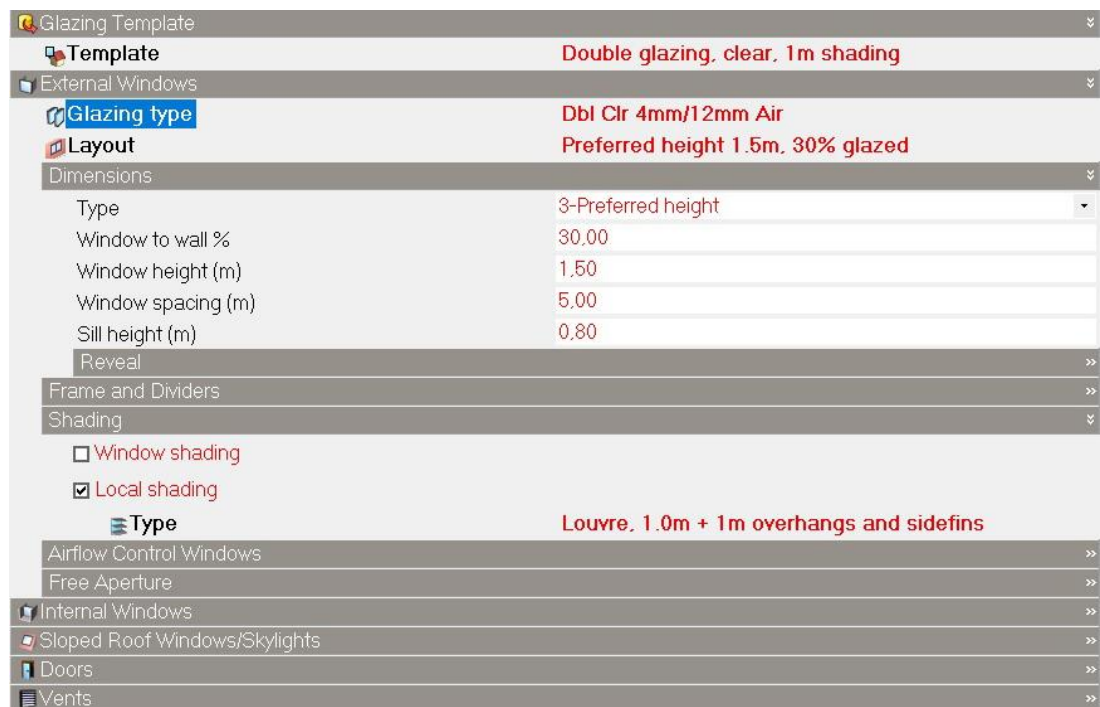 Glazing Template
Template Double glazing, clear, 1m shading
External Windows
Glazing type Dbl Clr 4mm/12mm Air
Layout Preferred height 1.5m, 30% glazed
Dimensions
Type 3-Preferred height
Window to wall % 30,00
Window height (m) 1,50
Window spacing (m) 5,00
Sill height (m) 0,80
Reveal
Frame and Dividers
Shading
Window shading
Local shading
Type Louvre, 1.0m + 1m overhangs and sidefins
Airflow Control Windows
Free Aperture
Internal Windows
Sloped Roof Windows/Skylights
Doors
Vents